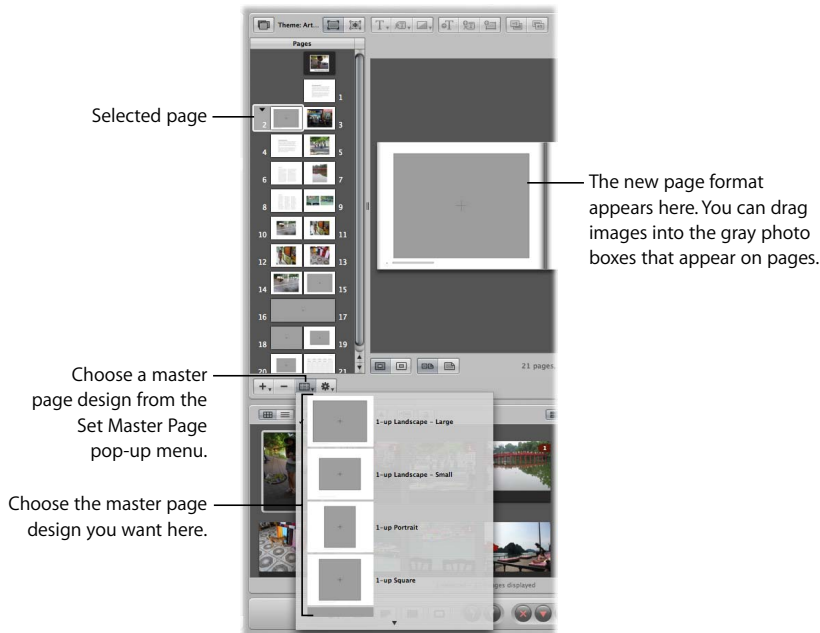 Theme: Art...
Pages
1
2
3
4
5
6
7
8
9
10
11
12
13
14
15
16
17
18
19
20
21
21 pages.
Selected page
The new page format
appears here. You can drag
images into the gray photo
boxes that appear on pages.
Choose a master
page design from the
Set Master Page
pop-up menu.
Choose the master page
design you want here.
1-up Landscape – Large
1-up Landscape – Small
1-up Portrait
1-up Square
displayed